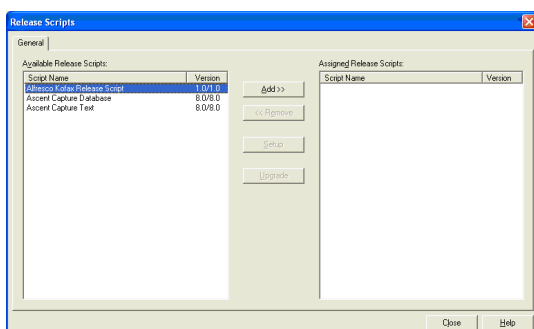 Release Scripts
General
Available Release Scripts:
Script Name Version
Alfresco Kofax Release Script 1.0/1.0
Ascent Capture Database 8.0/8.0
Ascent Capture Text 8.0/8.0
Add >>
<< Remove
Setup
Upgrade
Assigned Release Scripts:
Script Name Version
Close
Help